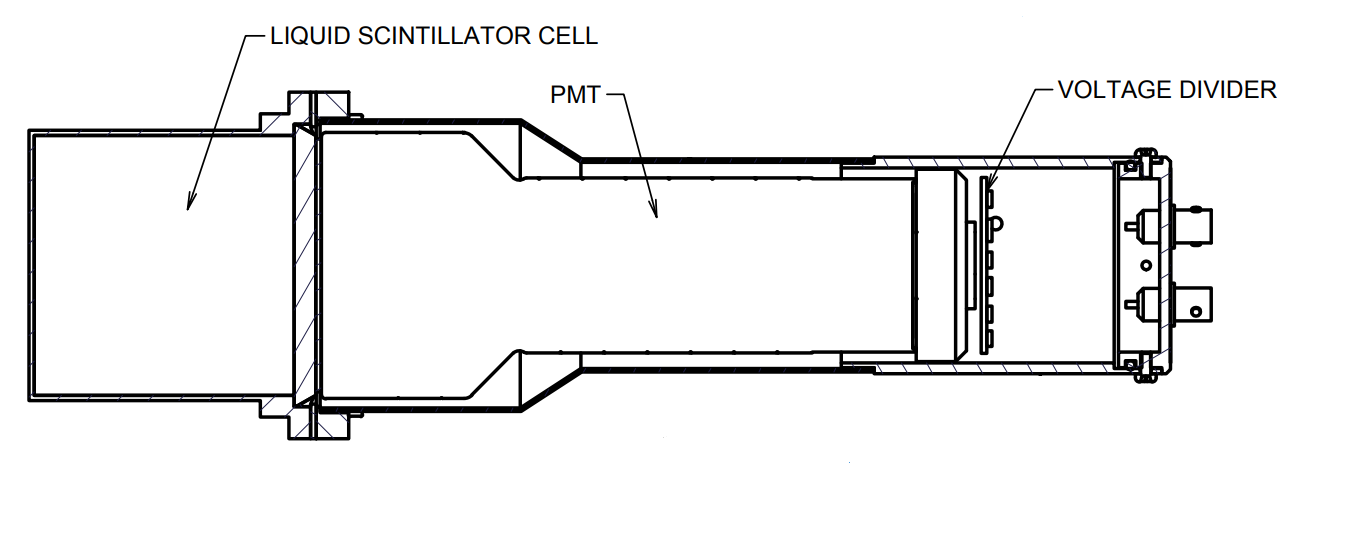 LIQUID SCINTILLATOR CELL
PMT
VOLTAGE DIVIDER